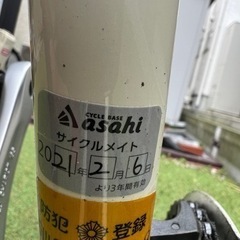 CYCLE BASE
asahi
サイクルメイト
2021年2月6日
より3年間有効
防犯 登録